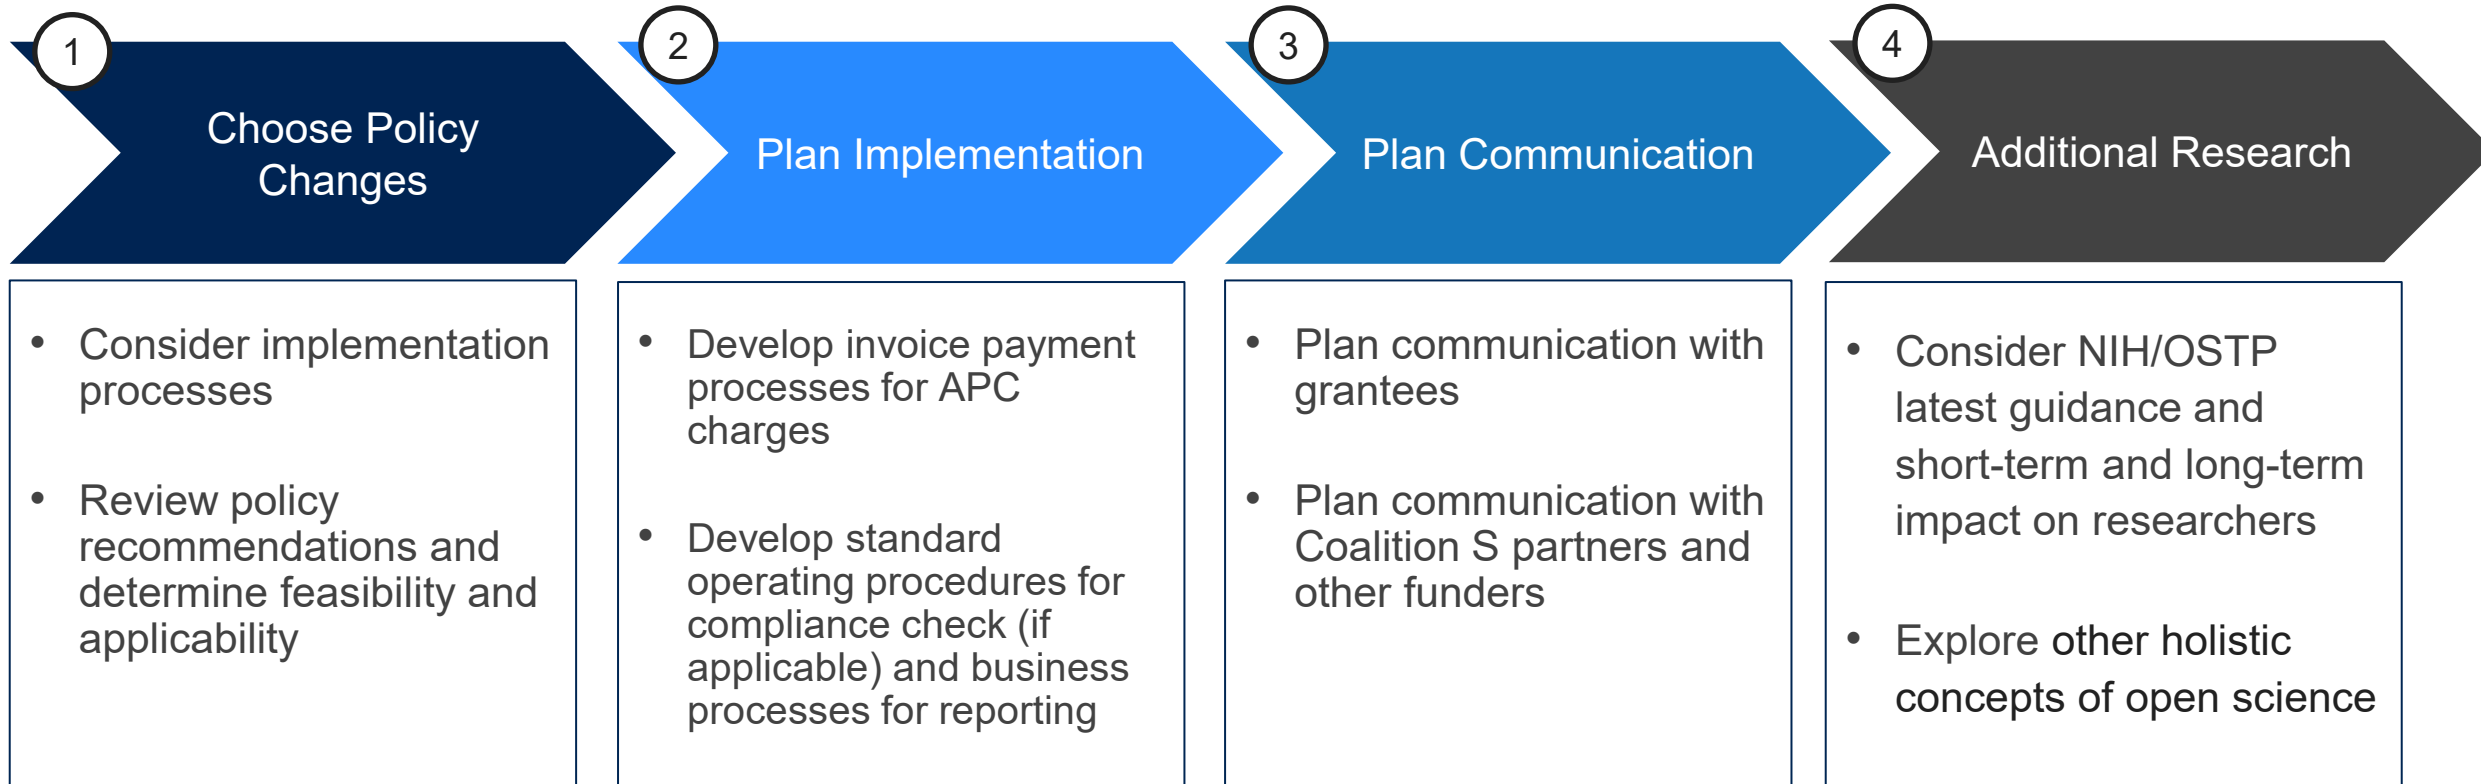 1
Choose Policy
Changes
• Consider implementation
processes
• Review policy
recommendations and
determine feasibility and
applicability
2
Plan Implementation
• Develop invoice payment
processes for APC
charges
• Develop standard
operating procedures for
compliance check (if
applicable) and business
processes for reporting
3
Plan Communication
• Plan communication with
grantees
• Plan communication with
Coalition S partners and
other funders
4
Additional Research
• Consider NIH/OSTP
latest guidance and
short-term and long-term
impact on researchers
• Explore other holistic
concepts of open science